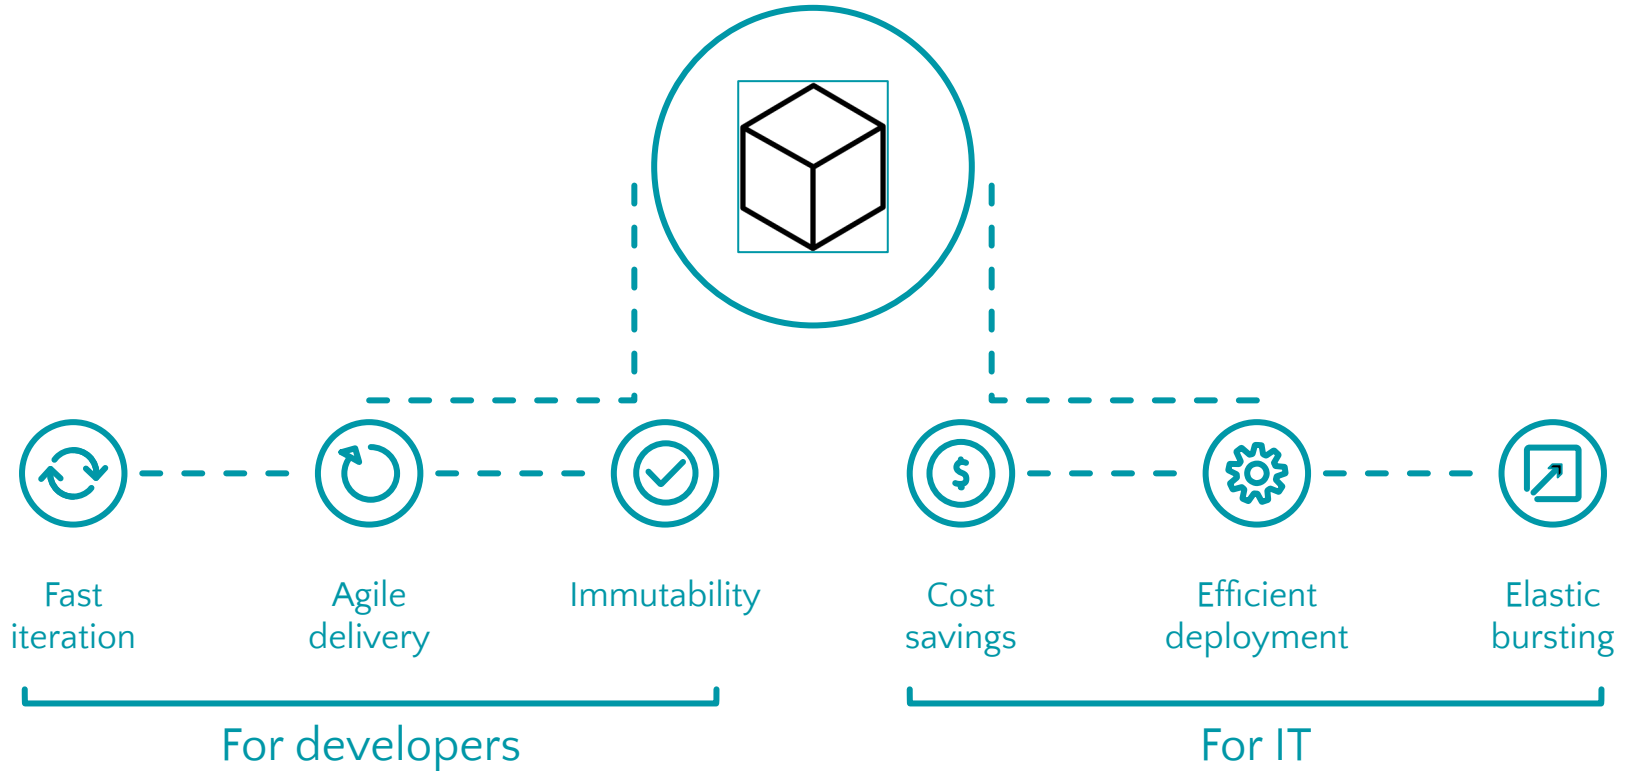 Fast
iteration
Agile
delivery
Immutability
Cost
savings
Efficient
deployment
Elastic
bursting
For developers
For IT